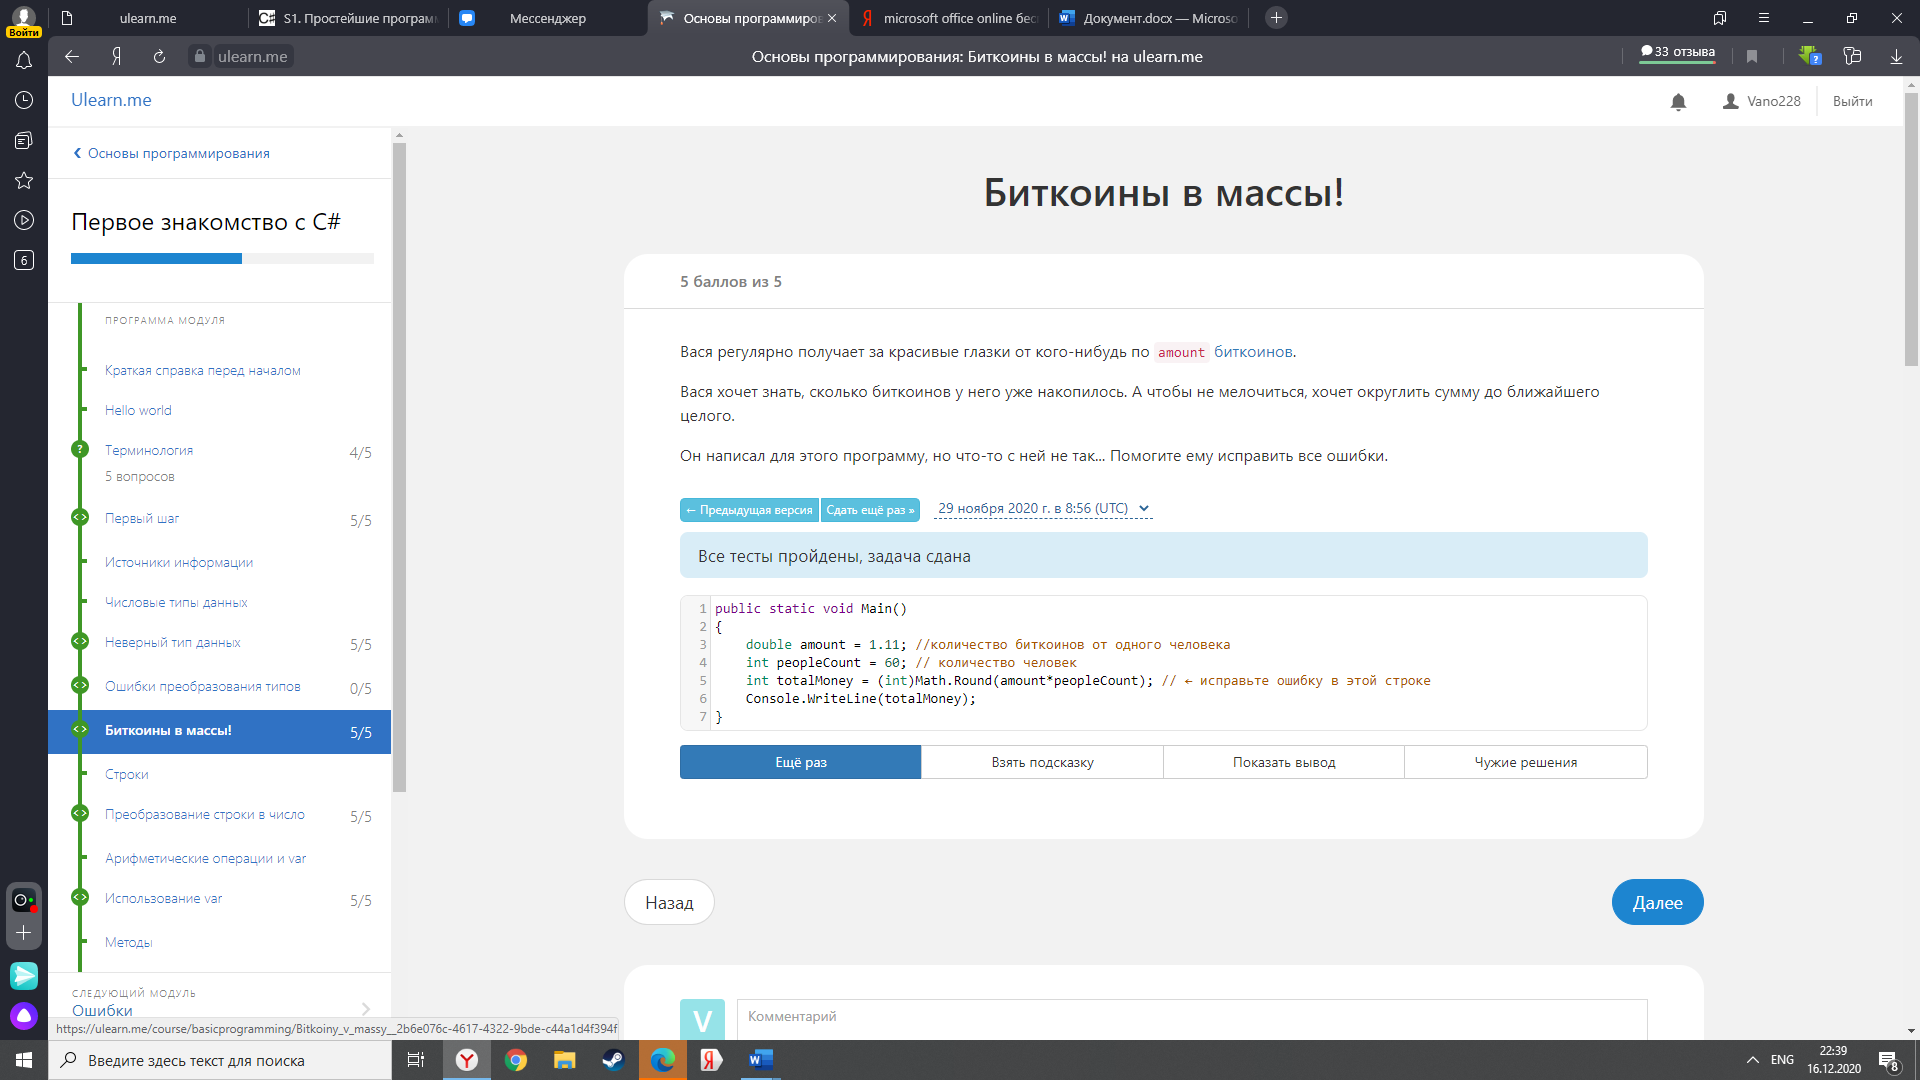 ulearn.me
S1. Простейшие програм
Мессенджер
Основы программиров
microsoft office online бес
Документ.docx — Microso
Войти
ulearn.me
Основы программирования: Биткоины в массы! на ulearn.me
33 отзыва
Ulearn.me
Vano228
Выйти
6
Основы программирования
Первое знакомство с C#
ПРОГРАММА МОДУЛЯ
Краткая справка перед началом
Hello world
Терминология 4/5
5 вопросов
Первый шаг 5/5
Источники информации
Числовые типы данных
Неверный тип данных 5/5
Ошибки преобразования типов 0/5
Биткоины в массы! 5/5
Строки
Преобразование строки в число 5/5
Арифметические операции и var
Использование var 5/5
Методы
СЛЕДУЮЩИЙ МОДУЛЬ
Ошибки
https://ulearn.me/course/basicprogramming/Bitkoiny_v_massy__2b6e076c-4617-4322-9bde-c44a1d4f394f
Биткоины в массы!
5 баллов из 5
Вася регулярно получает за красивые глазки от кого-нибудь по amount биткоинов.
Вася хочет знать, сколько биткоинов у него уже накопилось. А чтобы не мелочиться, хочет округлить сумму до ближайшего
целого.
Он написал для этого программу, но что-то с ней не так... Помогите ему исправить все ошибки.
← Предыдущая версия
Сдать ещё раз »
29 ноября 2020 г. в 8:56 (UTC)
Все тесты пройдены, задача сдана
1 public static void Main()
2 {
3 double amount = 1.11; //количество биткоинов от одного человека
4 int peopleCount = 60; // количество человек
5 int totalMoney = (int)Math.Round(amount*peopleCount); // ← исправьте ошибку в этой строке
6 Console.WriteLine(totalMoney);
7 }
Ещё раз
Взять подсказку
Показать вывод
Чужие решения
Назад
Далее
V
Комментарий
Введите здесь текст для поиска
ENG
22:39
16.12.2020
8